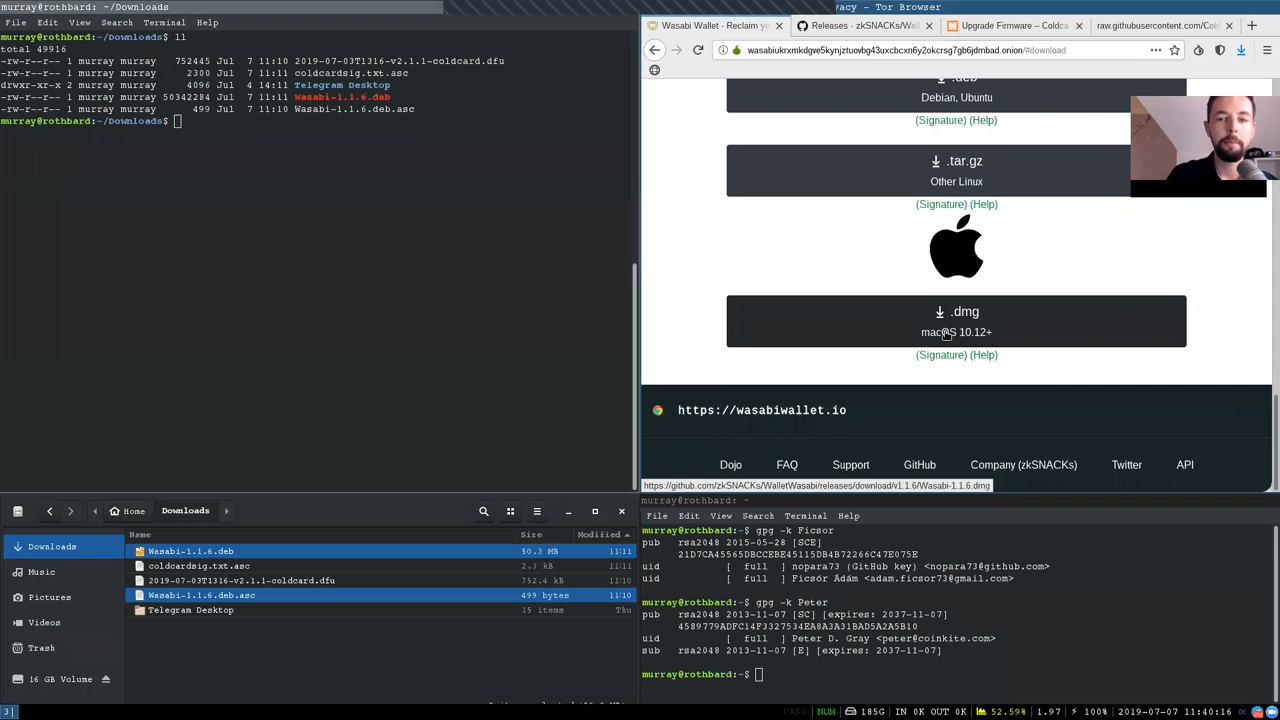 murray@rothbard: ~/Downloads
File Edit View Search Terminal Help
murray@rothbard:~/Downloads$ ll
total 49916
-rw-r--r-- 1 murray murray 752445 Jul 7 11:10 2019-07-03T1316-v2.1.1-coldcard.dfu
-rw-r--r-- 1 murray murray 2300 Jul 7 11:11 coldcardsig.txt.asc
drwxr-xr-x 2 murray murray 4096 Jul 4 14:11 Telegram Desktop
-rw-r--r-- 1 murray murray 50342284 Jul 7 11:11 Wasabi-1.1.6.deb
-rw-r--r-- 1 murray murray 499 Jul 7 11:10 Wasabi-1.1.6.deb.asc
murray@rothbard:~/Downloads$
vacy – Tor Browser
Wasabi Wallet - Reclaim yo
Releases · zkSNACKs/Wal
Upgrade Firmware – Coldca
raw.githubusercontent.com/Cold
wasabiukrxmkdgve5kynjztuovbg43uxcbcxn6y2okcrsg7gb6jdmbad.onion/#download
.deb
Debian, Ubuntu
(Signature) (Help)
.tar.gz
Other Linux
(Signature) (Help)
.dmg
macOS 10.12+
(Signature) (Help)
https://wasabiwallet.io
Dojo FAQ Support GitHub Company (zkSNACKs) Twitter API
https://github.com/zkSNACKs/WalletWasabi/releases/download/v1.1.6/Wasabi-1.1.6.dmg
Home Downloads
Downloads
Music
Pictures
Videos
Trash
16 GB Volume
Name Size Modified
Wasabi-1.1.6.deb 50.3 MB 11:11
coldcardsig.txt.asc 2.3 kB 11:11
2019-07-03T1316-v2.1.1-coldcard.dfu 752.4 kB 11:10
Wasabi-1.1.6.deb.asc 499 bytes 11:10
Telegram Desktop 15 items Thu
murray@rothbard: ~
File Edit View Search Terminal Help
murray@rothbard:~$ gpg -k Ficsor
pub rsa2048 2015-05-28 [SCE]
21D7CA45565DBCCEBE45115DB4B72266C47E075E
uid [ full ] nopara73 (GitHub key) <nopara73@github.com>
uid [ full ] Ficsór Ádám <adam.ficsor73@gmail.com>
murray@rothbard:~$ gpg -k Peter
pub rsa2048 2013-11-07 [SC] [expires: 2037-11-07]
4589779ADFC14F3327534EA8A3A31BAD5A2A5B10
uid [ full ] Peter D. Gray <peter@coinkite.com>
sub rsa2048 2013-11-07 [E] [expires: 2037-11-07]
murray@rothbard:~$
3
CAPS NUM 185G IN 0K OUT 0K 52.59% 1.97 100% 2019-07-07 11:40:16 DE